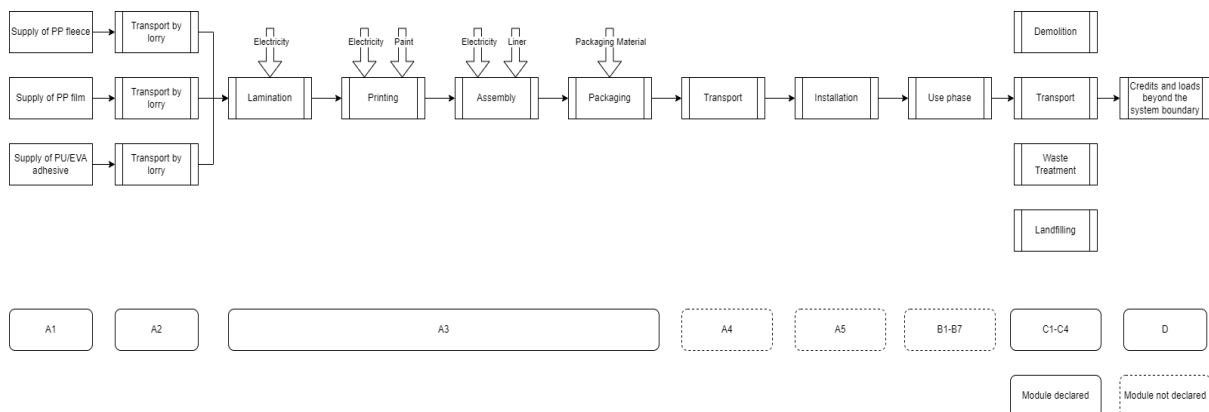 Supply of PP fleece
Transport by
lorry
Demolition
Electricity
Electricity
Paint
Electricity
Liner
Packaging Material
Supply of PP film
Transport by
lorry
Lamination
Printing
Assembly
Packaging
Transport
Installation
Use phase
Transport
Credits and loads
beyond the
system boundary
Supply of PU/EVA
adhesive
Transport by
lorry
Waste
Treatment
Landfilling
A1
A2
A3
A4
A5
B1-B7
C1-C4
D
Module declared
Module not declared